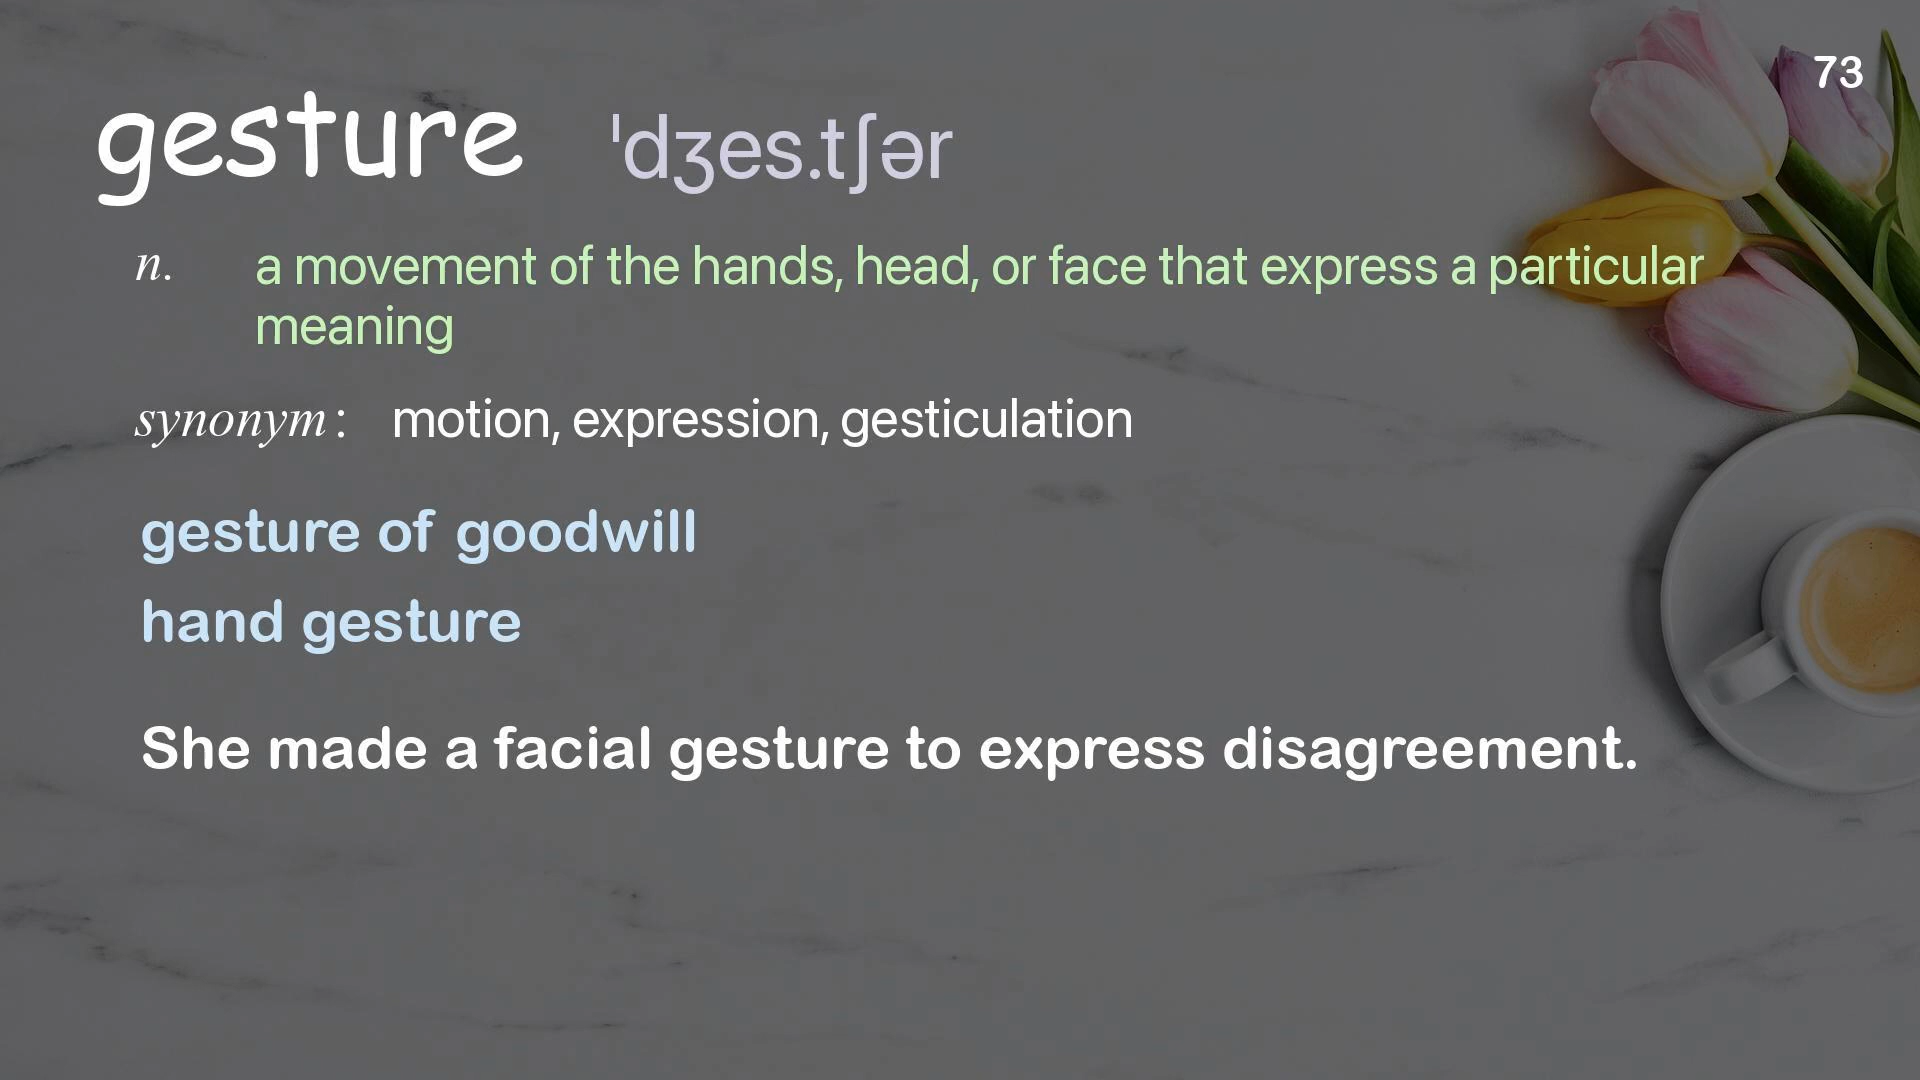 73
gesture ˈdʒes.tʃər
n. a movement of the hands, head, or face that express a particular
meaning
synonym: motion, expression, gesticulation
gesture of goodwill
hand gesture
She made a facial gesture to express disagreement.